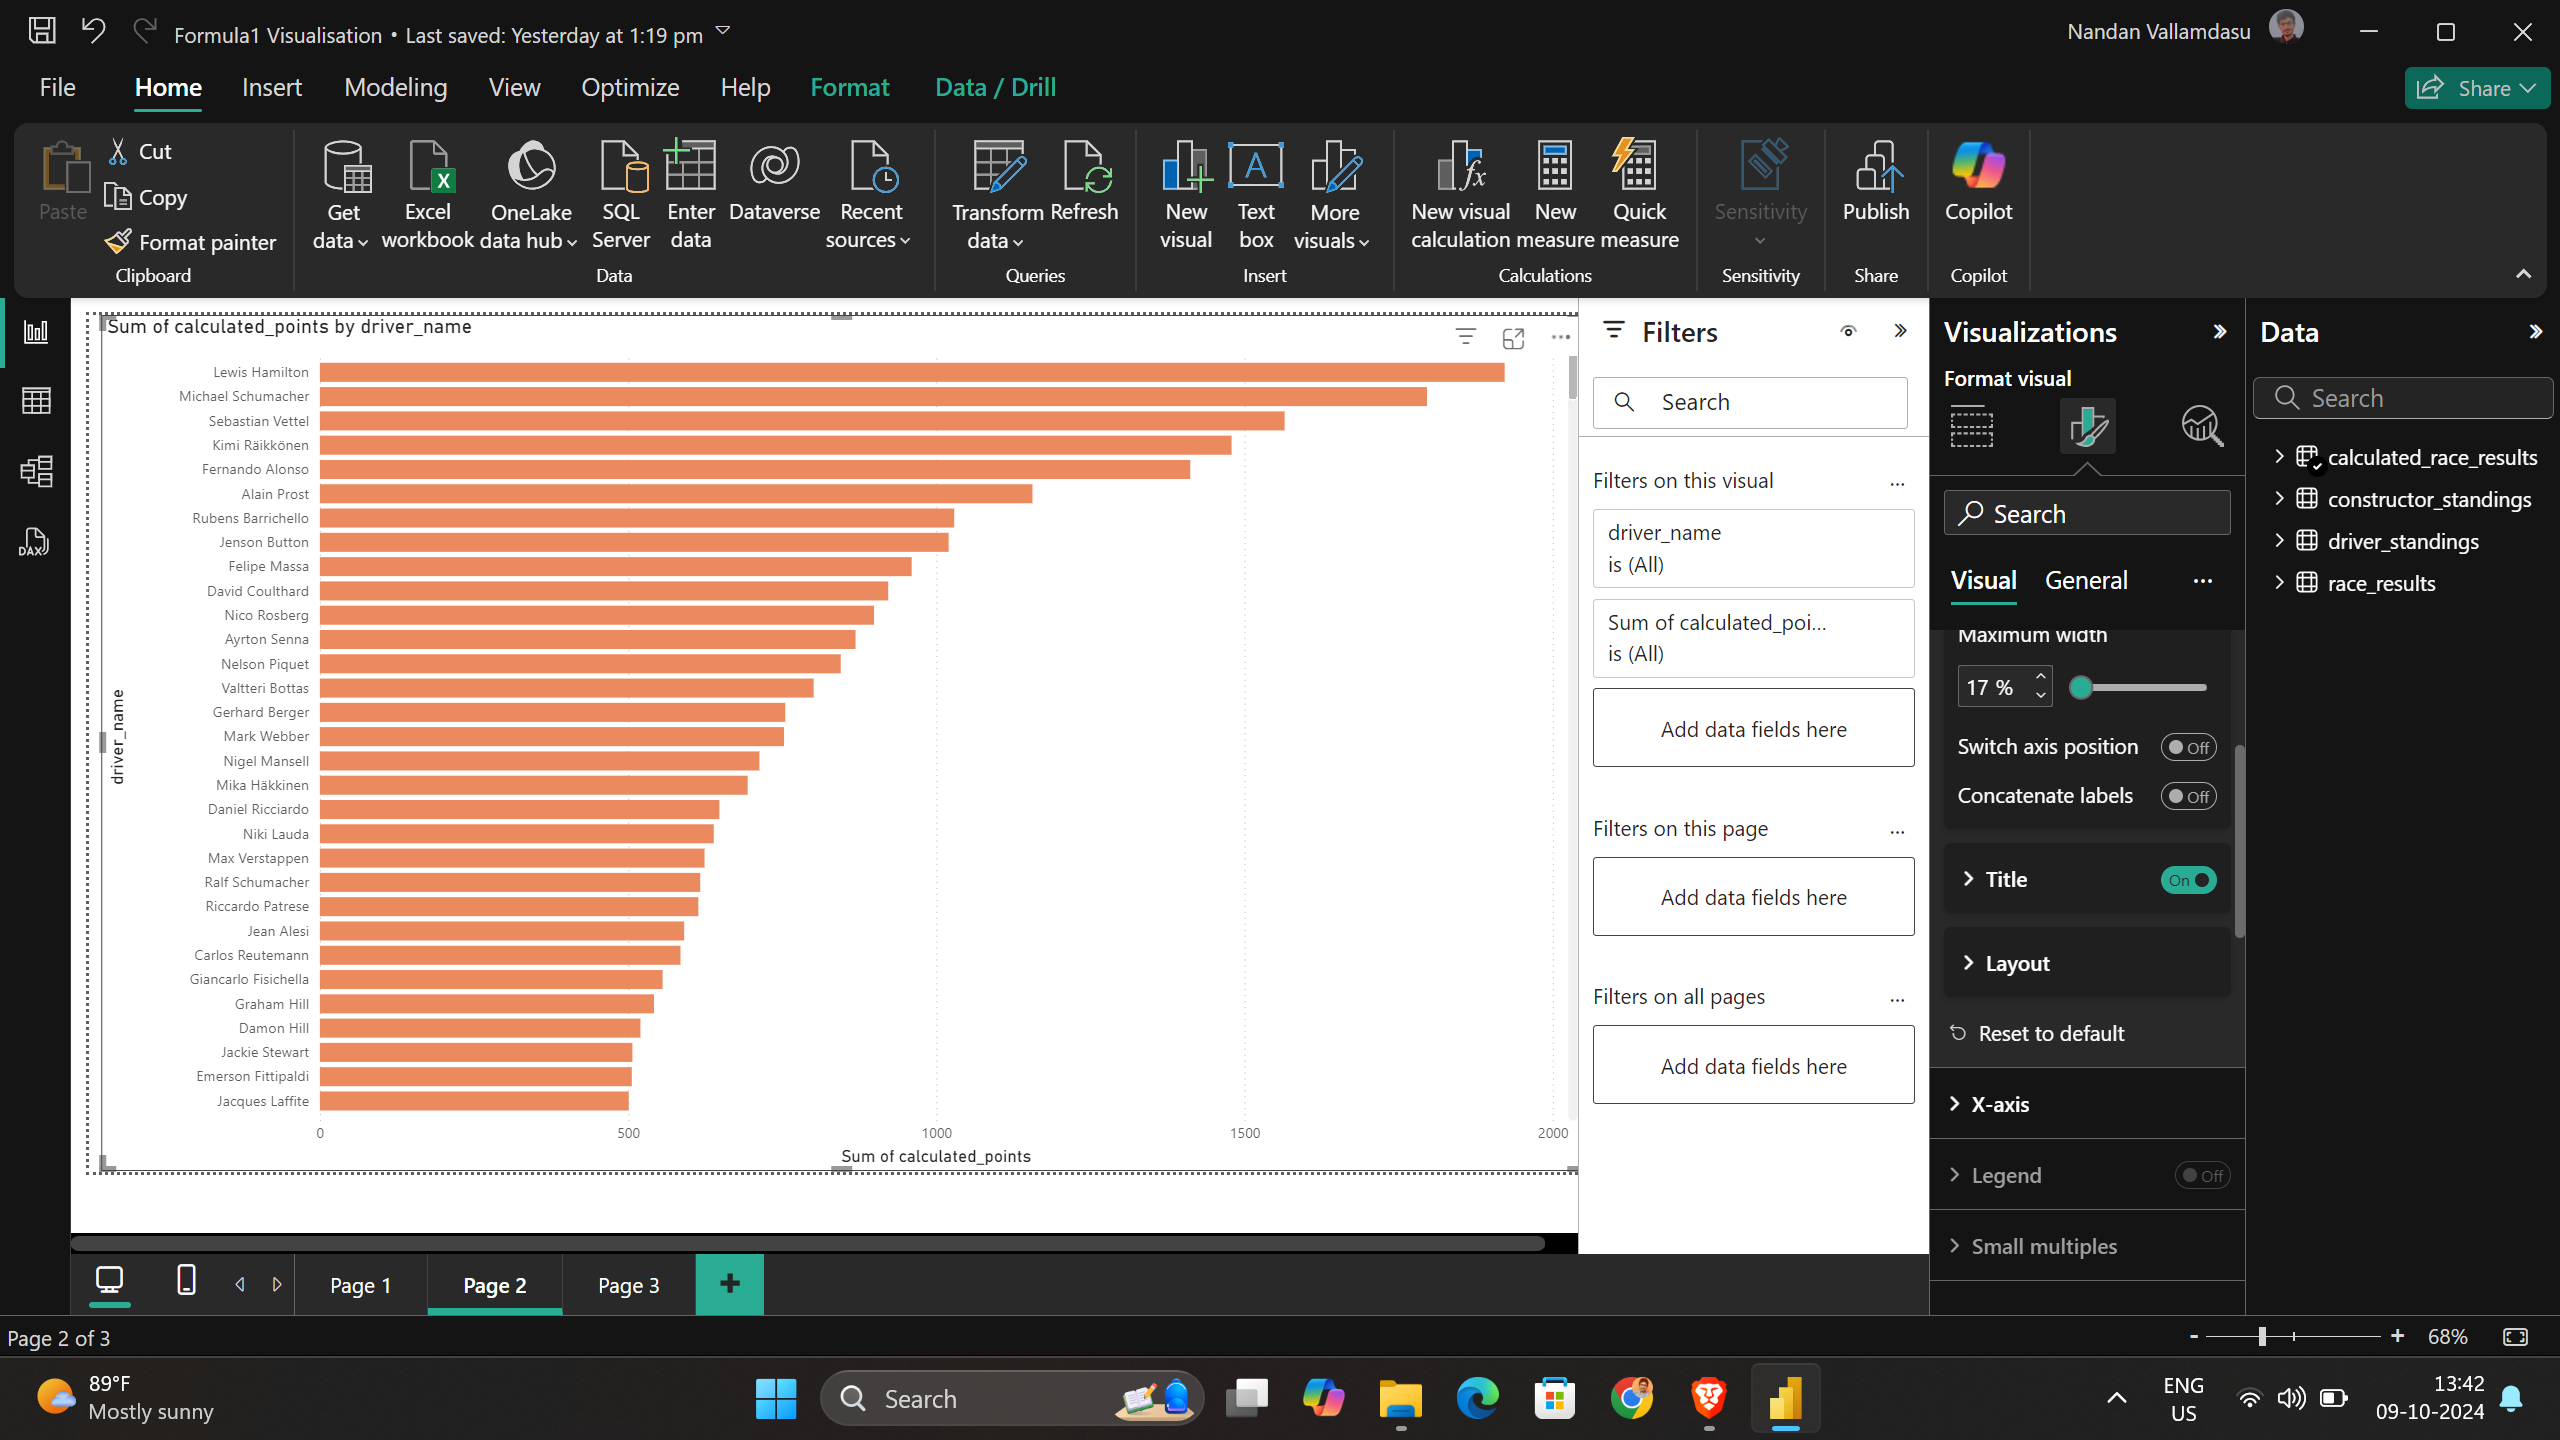 Formula1 Visualisation • Last saved: Yesterday at 1:19 pm
Nandan Vallamdasu
File Home Insert Modeling View Optimize Help Format Data / Drill
Share
Paste
Cut
Copy
Format painter
Clipboard
Get data
Excel workbook
OneLake data hub
SQL Server
Enter data
Dataverse
Recent sources
Data
Transform data
Refresh
Queries
New visual
A
Text box
More visuals
Insert
New visual calculation
New measure
Quick measure
Calculations
Sensitivity
Sensitivity
Publish
Share
Copilot
Copilot
DAX
Sum of calculated_points by driver_name
driver_name
Lewis Hamilton
Michael Schumacher
Sebastian Vettel
Kimi Räikkönen
Fernando Alonso
Alain Prost
Rubens Barrichello
Jenson Button
Felipe Massa
David Coulthard
Nico Rosberg
Ayrton Senna
Nelson Piquet
Valtteri Bottas
Gerhard Berger
Mark Webber
Nigel Mansell
Mika Häkkinen
Daniel Ricciardo
Niki Lauda
Max Verstappen
Ralf Schumacher
Riccardo Patrese
Jean Alesi
Carlos Reutemann
Giancarlo Fisichella
Graham Hill
Damon Hill
Jackie Stewart
Emerson Fittipaldi
Jacques Laffite
0 500 1000 1500 2000
Sum of calculated_points
Filters
Search
Filters on this visual
driver_name
is (All)
Sum of calculated_poi...
is (All)
Add data fields here
Filters on this page
Add data fields here
Filters on all pages
Add data fields here
Visualizations
Format visual
Search
Visual General
Maximum width
17 %
Switch axis position Off
Concatenate labels Off
Title On
Layout
Reset to default
X-axis
Legend Off
Small multiples
Data
Search
calculated_race_results
constructor_standings
driver_standings
race_results
Page 1 Page 2 Page 3
Page 2 of 3
- + 68%
89°F
Mostly sunny
Search
ENG
US
13:42
09-10-2024